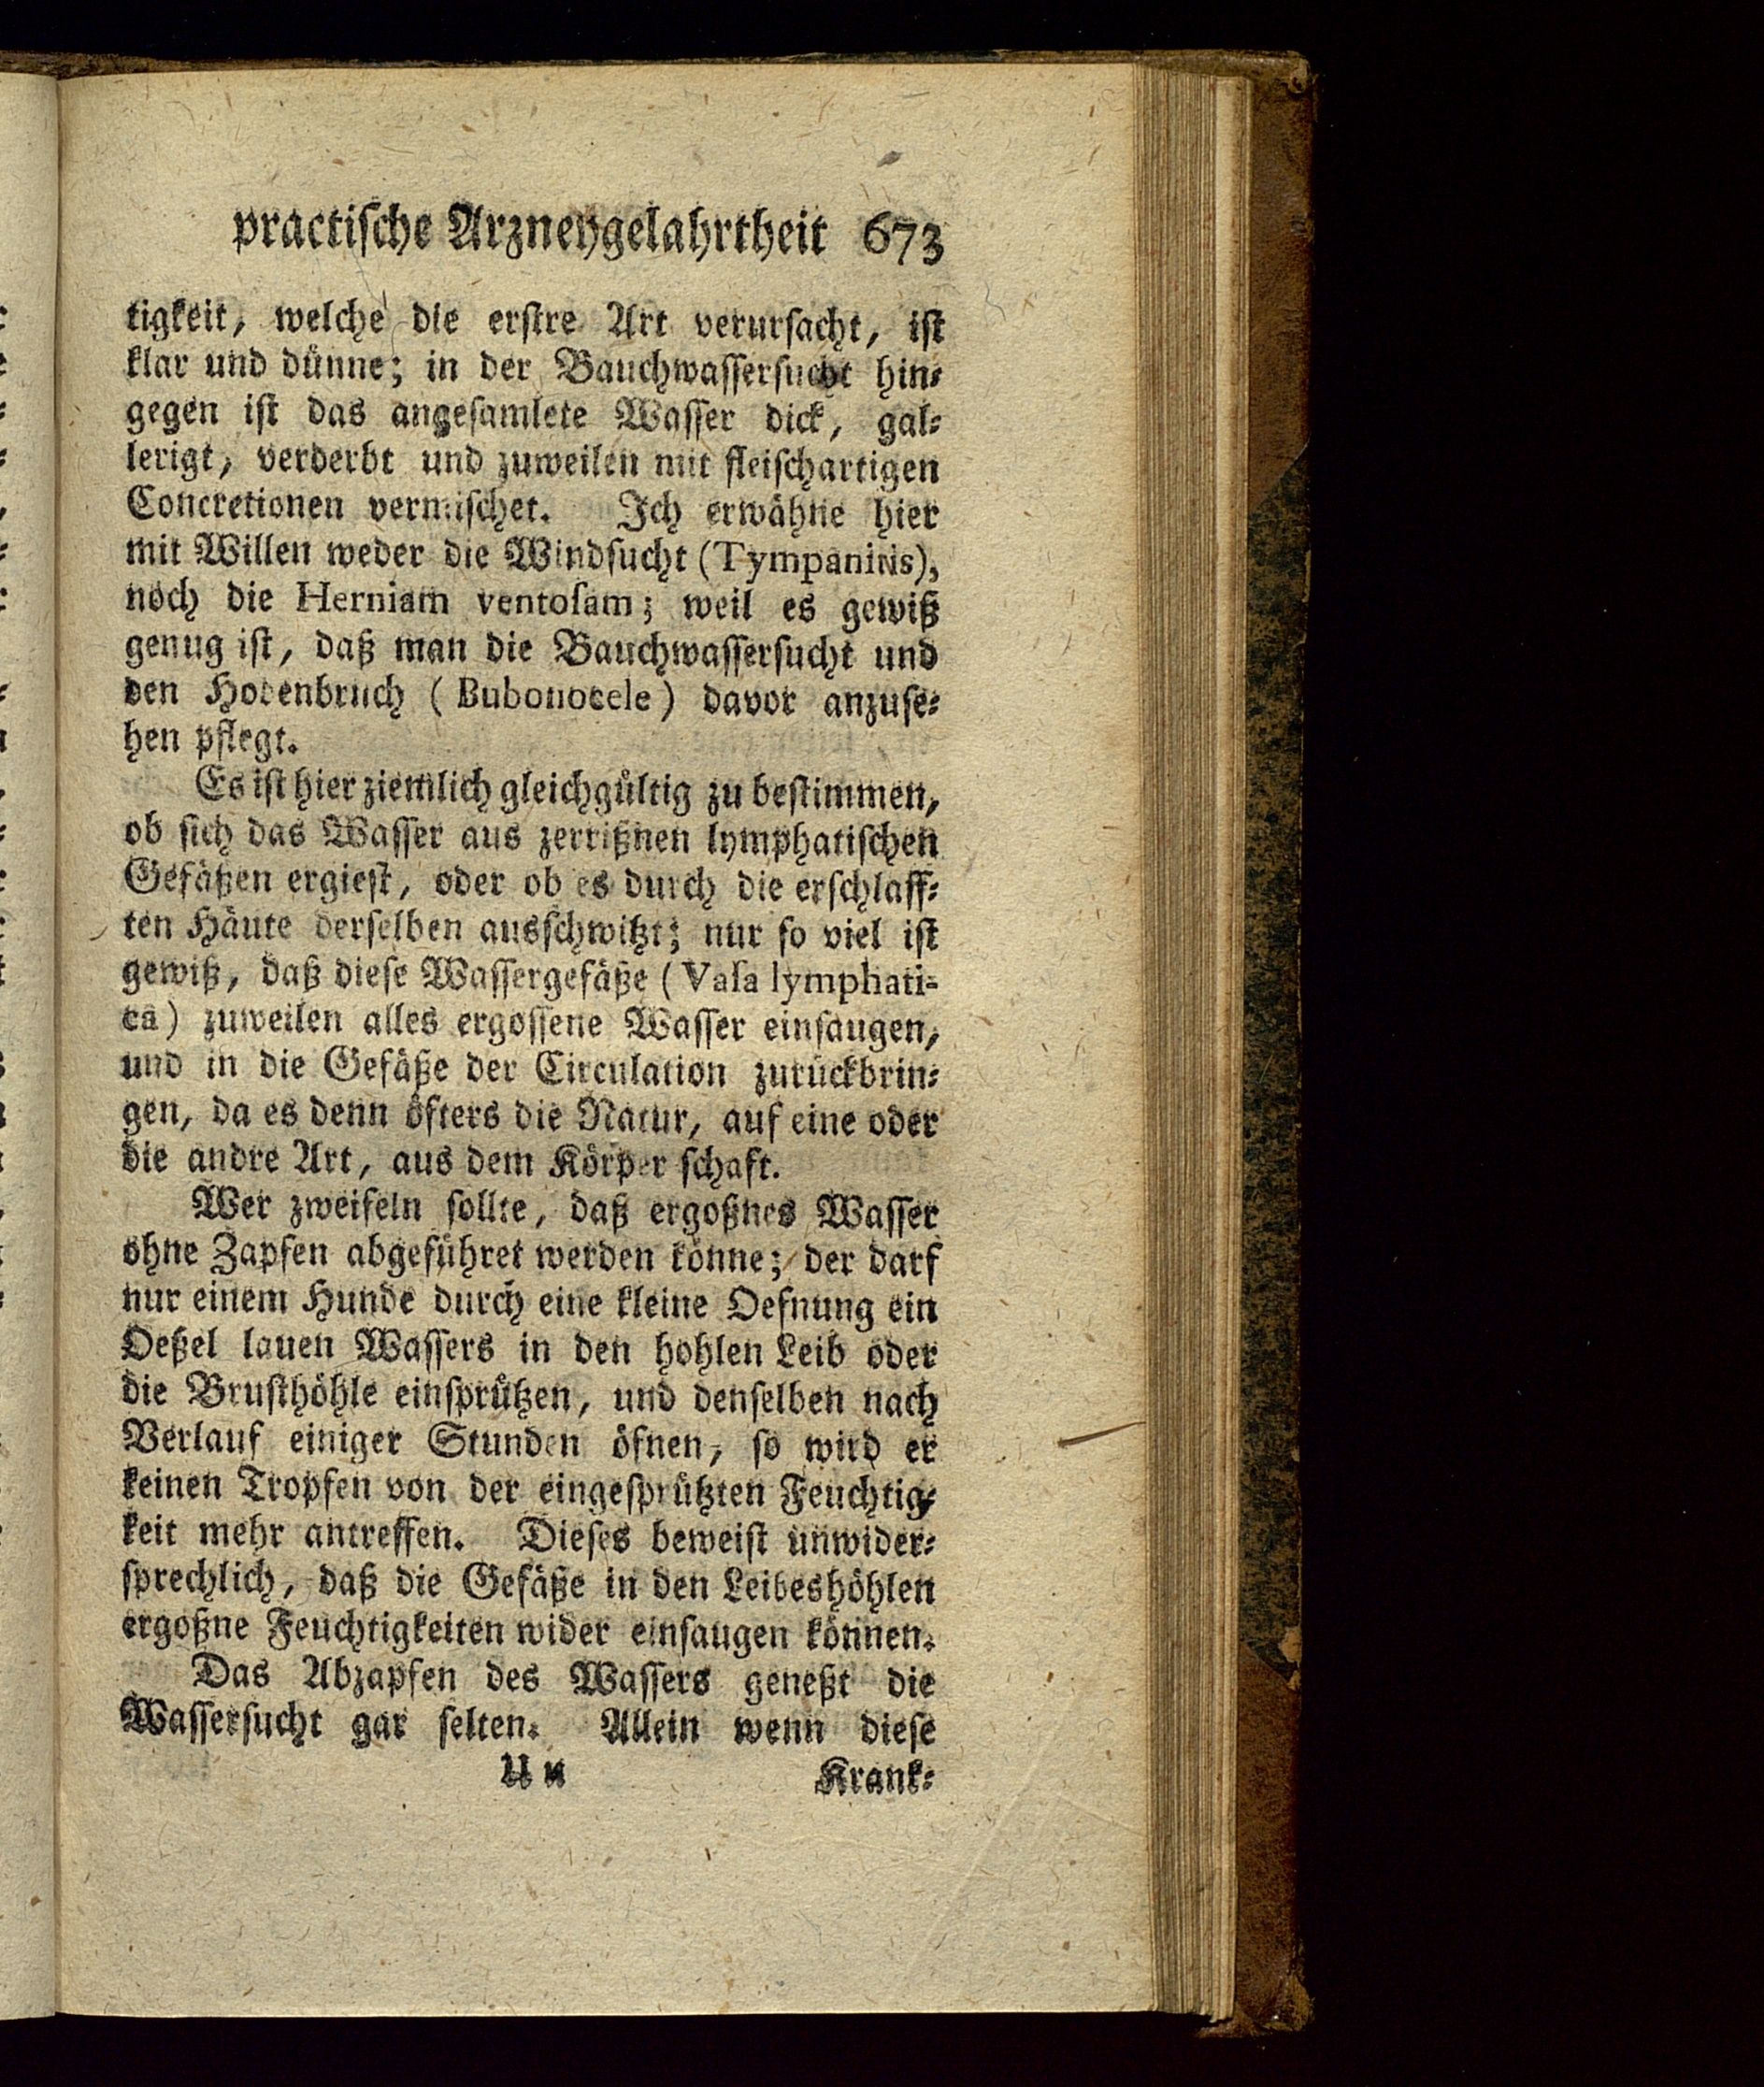 practische Arzneygelahrtheit 673
tigkeit, welche die erstre Art verursacht, ist
klar und dünne; in der Bauchwassersucht hin-
gegen ist das angesamlete Wasser dick, gal-
lerigt, verderbt und zuweilen mit fleischartigen
Concretionen vermischet. Ich erwähne hier
mit Willen weder die Windsucht (Tympanitis),
noch die Herniam ventosam; weil es gewiß
genug ist, daß man die Bauchwassersucht und
den Hodenbruch (Bubonocele) davor anzuse-
hen pflegt.
Es ist hier ziemlich gleichgültig zu bestimmen,
ob sich das Wasser aus zerrißnen lymphatischen
Gefäßen ergiest, oder ob es durch die erschlaff-
ten Häute derselben ausschwitzt; nur so viel ist
gewiß, daß diese Wassergefäße (Vasa lymphati-
ca) zuweilen alles ergossene Wasser einsaugen,
und in die Gefäße der Circulation zurückbrin-
gen, da es denn öfters die Natur, auf eine oder
die andre Art, aus dem Körper schaft.
Wer zweifeln sollte, daß ergoßnes Wasser
ohne Zapfen abgeführet werden könne; der darf
nur einem Hunde durch eine kleine Oefnung ein
Oeßel lauen Wassers in den hohlen Leib oder
die Brusthöhle einsprützen, und denselben nach
Verlauf einiger Stunden öfnen, so wird er
keinen Tropfen von der eingesprützten Feuchtig-
keit mehr antreffen. Dieses beweist unwider-
sprechlich, daß die Gefäße in den Leibeshöhlen
ergoßne Feuchtigkeiten wider einsaugen können.
Das Abzapfen des Wassers geneßt die
Wassersucht gar selten. Allein wenn diese
U u Krank-